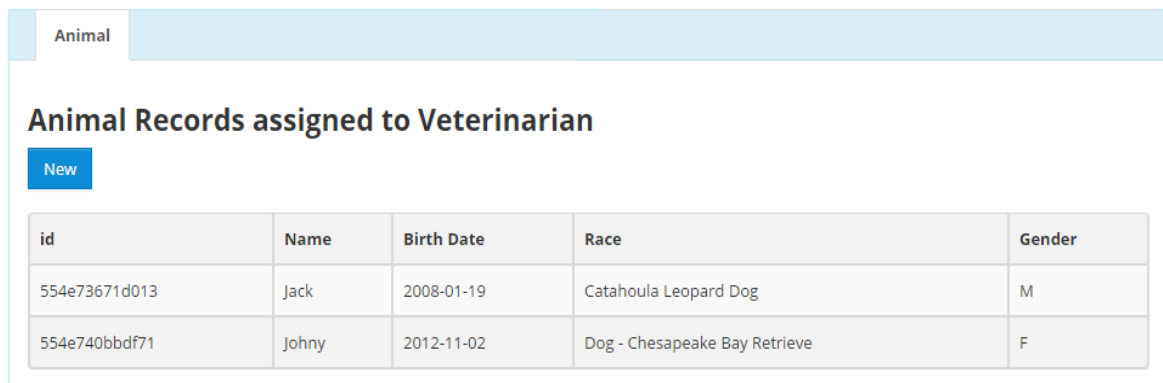 Animal
Animal Records assigned to Veterinarian
New
id Name Birth Date Race Gender
554e73671d013 Jack 2008-01-19 Catahoula Leopard Dog M
554e740bbdf71 Johny 2012-11-02 Dog - Chesapeake Bay Retrieve F